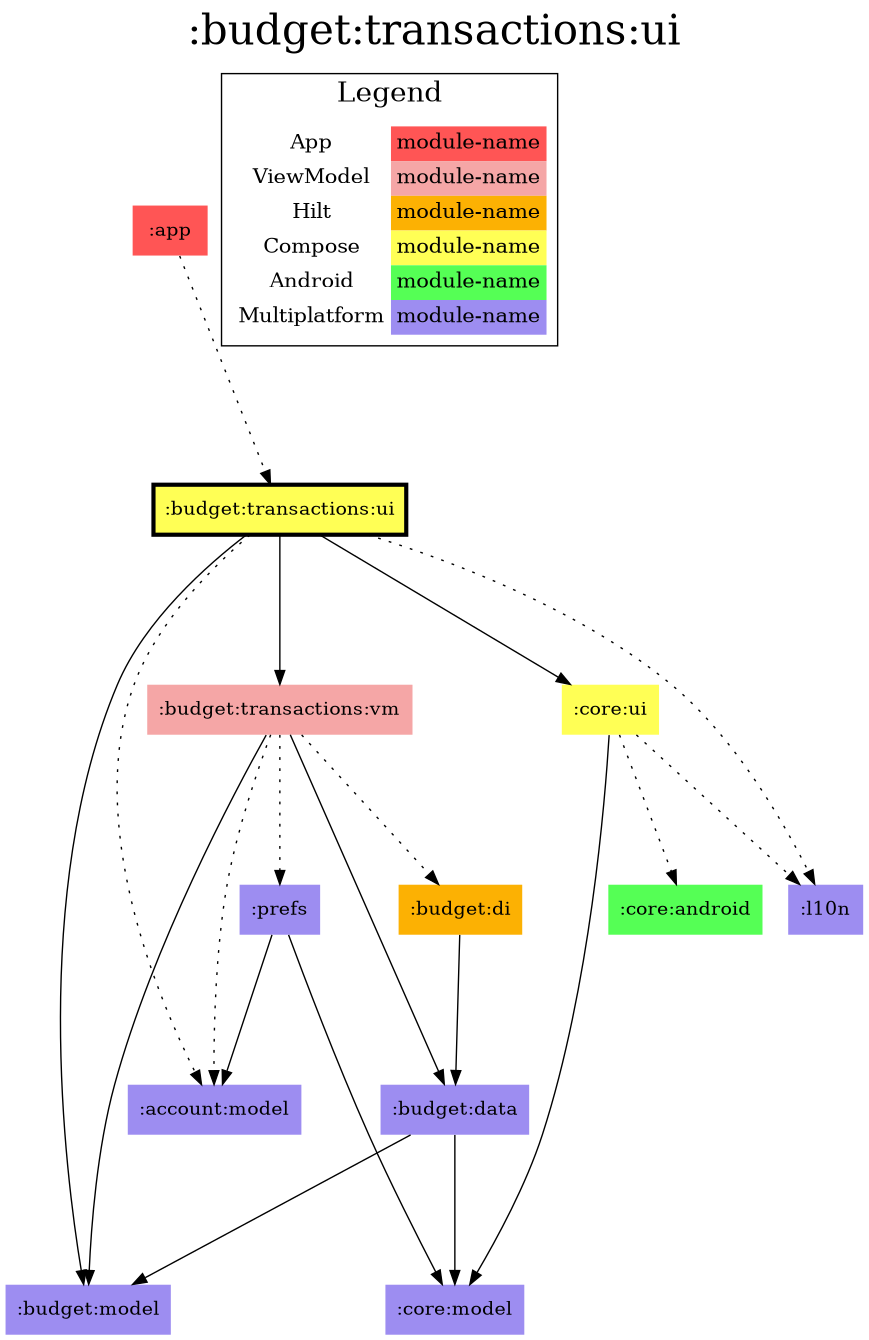 :budget:transactions:ui
Legend
App module-name
ViewModel module-name
Hilt module-name
Compose module-name
Android module-name
Multiplatform module-name
:app
:budget:transactions:ui
:budget:transactions:vm
:core:ui
:prefs
:budget:di
:core:android
:l10n
:account:model
:budget:data
:budget:model
:core:model